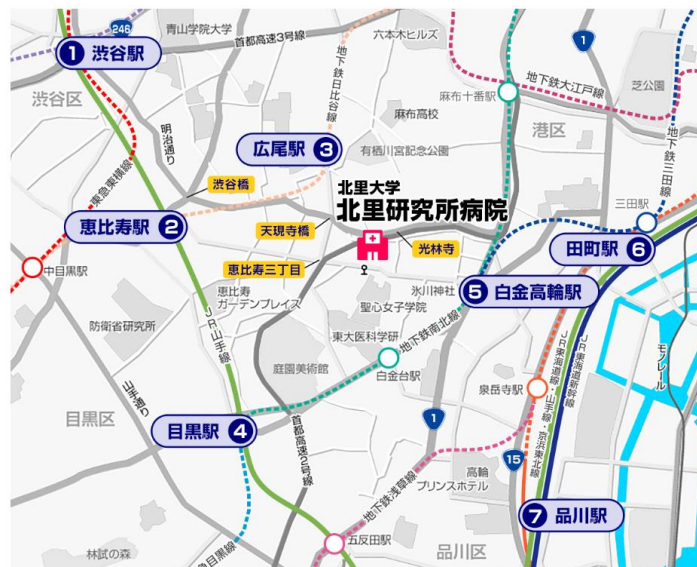 246
青山学院大学
首都高速3号線
六本木ヒルズ
1
1 渋谷駅
地下鉄大江戸線
麻布十番駅
芝公園
渋谷区
地下鉄日比谷線
麻布高校
港区
地下鉄三田線
明治通り
広尾駅 3
有栖川宮記念公園
東急東横線
渋谷橋
北里大学
北里研究所病院
三田駅
恵比寿駅 2
天現寺橋
光林寺
田町駅 6
恵比寿三丁目
中目黒駅
恵比寿
ガーデンプレイス
氷川神社
5 白金高輪駅
聖心女子学院
防衛省研究所
JR山手線
東大医科学研
地下鉄南北線
JR東海道新幹線
JR東海道線・山手線・京浜東北線
モノレール
庭園美術館
白金台駅
泉岳寺駅
山手通り
目黒区
目黒駅 4
首都高速2号線
1
15
地下鉄浅草線
高輪
プリンスホテル
7 品川駅
五反田駅
品川区
林試の森
急目黒線